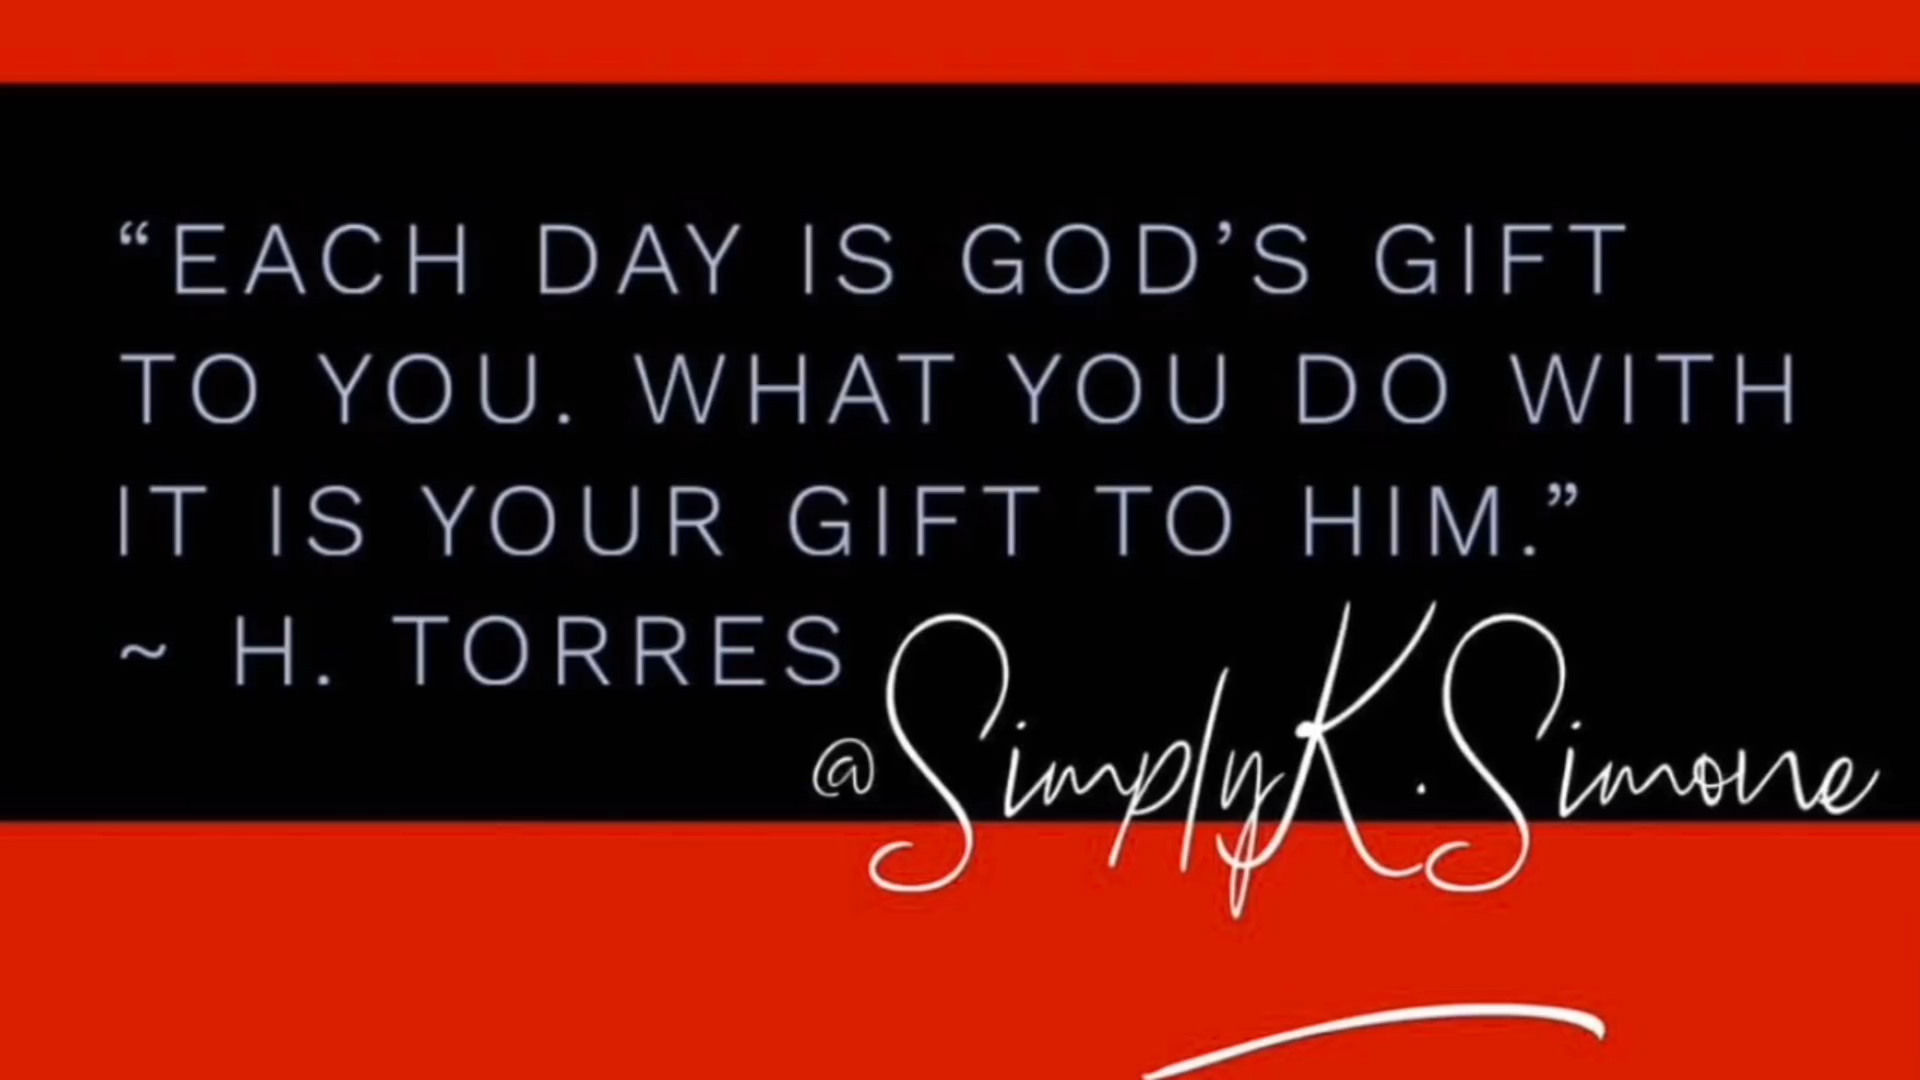 “EACH DAY IS GOD’S GIFT
TO YOU. WHAT YOU DO WITH
IT IS YOUR GIFT TO HIM.”
~ H. TORRES
@SimplyK.Simone